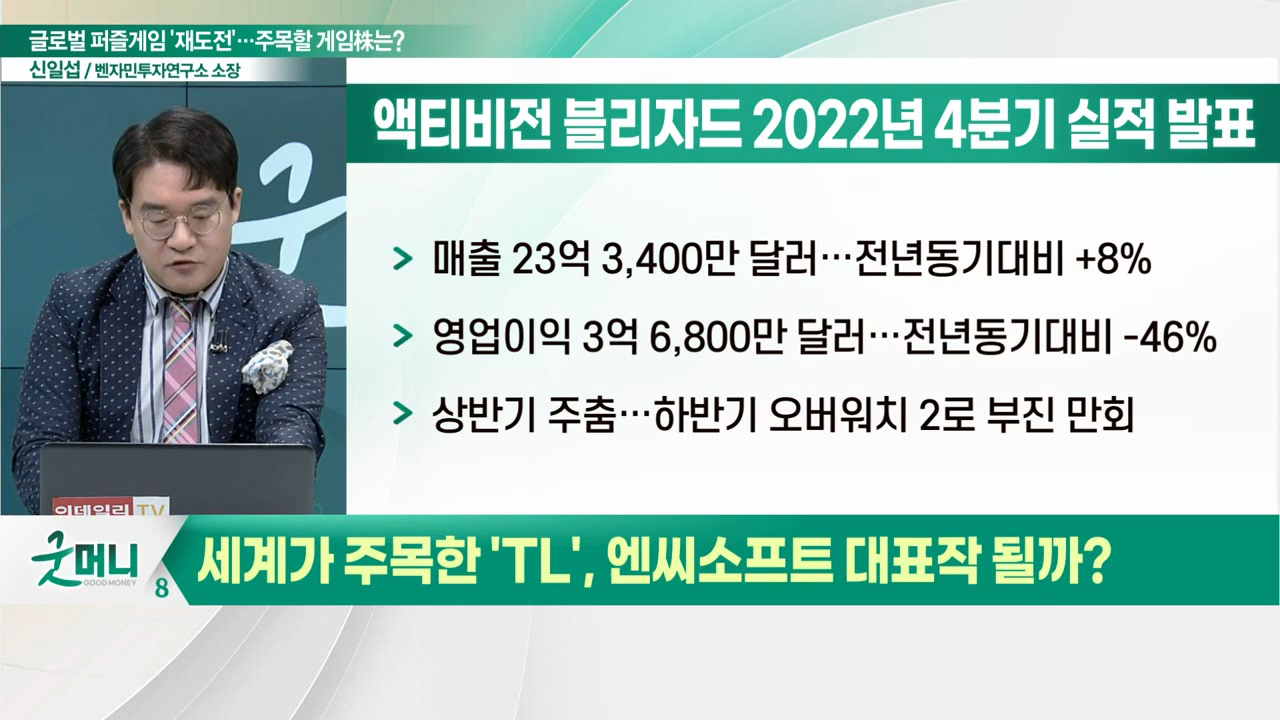 글로벌 퍼즐게임 '재도전'…주목할 게임株는?
신일섭 / 벤자민투자연구소 소장
액티비전 블리자드 2022년 4분기 실적 발표
> 매출 23억 3,400만 달러…전년동기대비 +8%
> 영업이익 3억 6,800만 달러…전년동기대비 -46%
> 상반기 주춤…하반기 오버워치 2로 부진 만회
이데일리 TV
굿머니
GOOD MONEY
8
세계가 주목한 'TL', 엔씨소프트 대표작 될까?